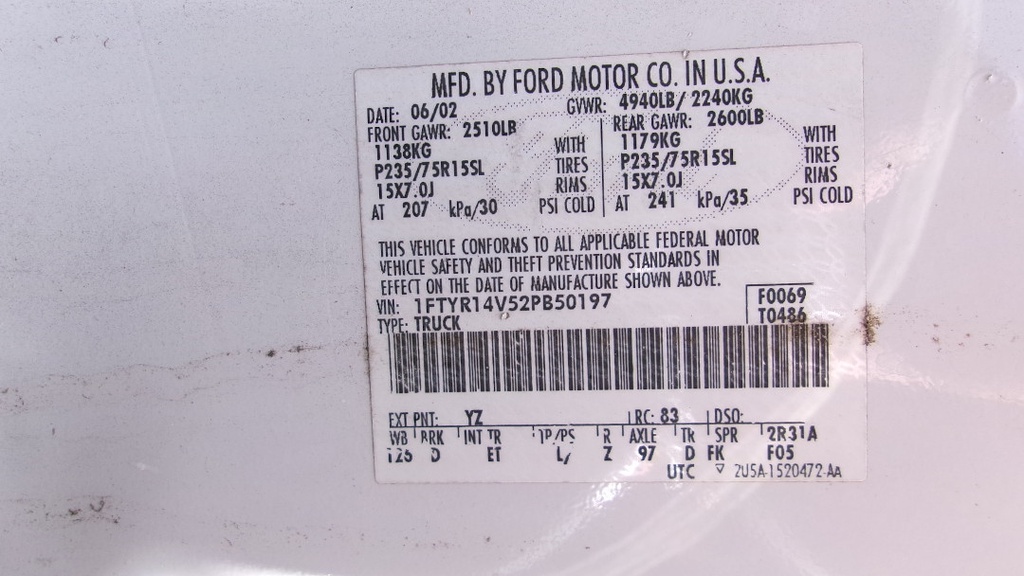 MFD. BY FORD MOTOR CO. IN U.S.A.
DATE: 06/02 GVWR: 4940LB/ 2240KG
FRONT GAWR: 2510LB REAR GAWR: 2600LB
1138KG WITH 1179KG WITH
P235/75R15SL TIRES P235/75R15SL TIRES
15X7.0J RIMS 15X7.0J RIMS
AT 207 kPa/30 PSI COLD AT 241 kPa/35 PSI COLD
THIS VEHICLE CONFORMS TO ALL APPLICABLE FEDERAL MOTOR
VEHICLE SAFETY AND THEFT PREVENTION STANDARDS IN
EFFECT ON THE DATE OF MANUFACTURE SHOWN ABOVE.
VIN: 1FTYR14V52PB50197 F0069
TYPE: TRUCK T0486
EXT PNT: YZ RC: 83 DSO:
WB BRK INT TR TP/PS R AXLE TR SPR 2R31A
126 D ET L/ Z 97 D FK F05
UTC ▽ 2U5A-1520472-AA